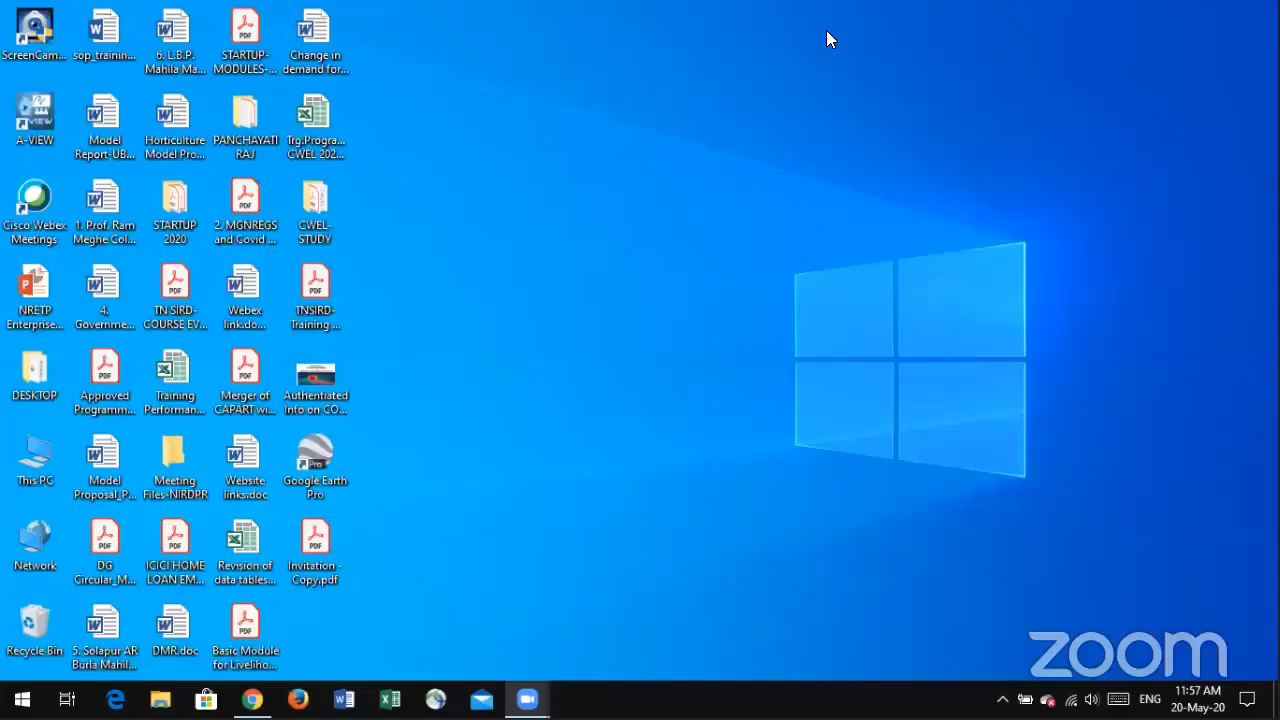 ScreenCam...
sop_trainin...
6. L.B.P.
Mahila Ma...
STARTUP-
MODULES-...
Change in
demand for...
A-VIEW
Model
Report-UB...
Horticulture
Model Pro...
PANCHAYATI
RAJ
Trg.Progra...
CWEL 202...
Cisco Webex
Meetings
1. Prof. Ram
Meghe Col...
STARTUP
2020
2. MGNREGS
and Covid ...
CWEL-
STUDY
NRETP
Enterprise...
4.
Governme...
TN SIRD-
COURSE EV...
Webex
link.do...
TNSIRD-
Training ...
DESKTOP
Approved
Programm...
Training
Performan...
Merger of
CAPART wi...
Authentiated
Info on CO...
This PC
Model
Proposal_P...
Meeting
Files-NIRDPR
Website
links.doc
Google Earth
Pro
Network
DG
Circular_M...
ICICI HOME
LOAN EM...
Revision of
data tables...
Invitation -
Copy.pdf
Recycle Bin
5. Solapur AR
Burla Mahil...
DMR.doc
Basic Module
for Liveliho...
zoom
ENG
11:57 AM
20-May-20